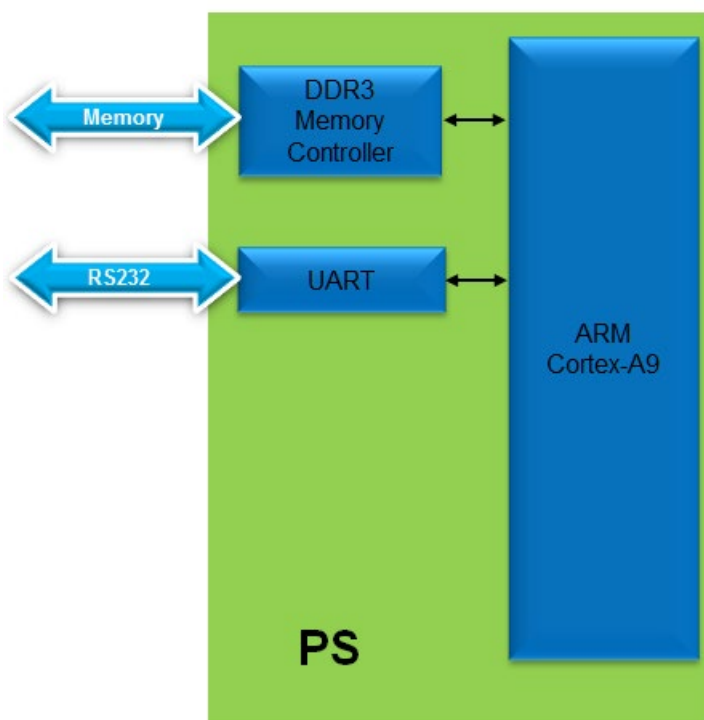 Memory
DDR3
Memory
Controller
RS232
UART
ARM
Cortex-A9
PS